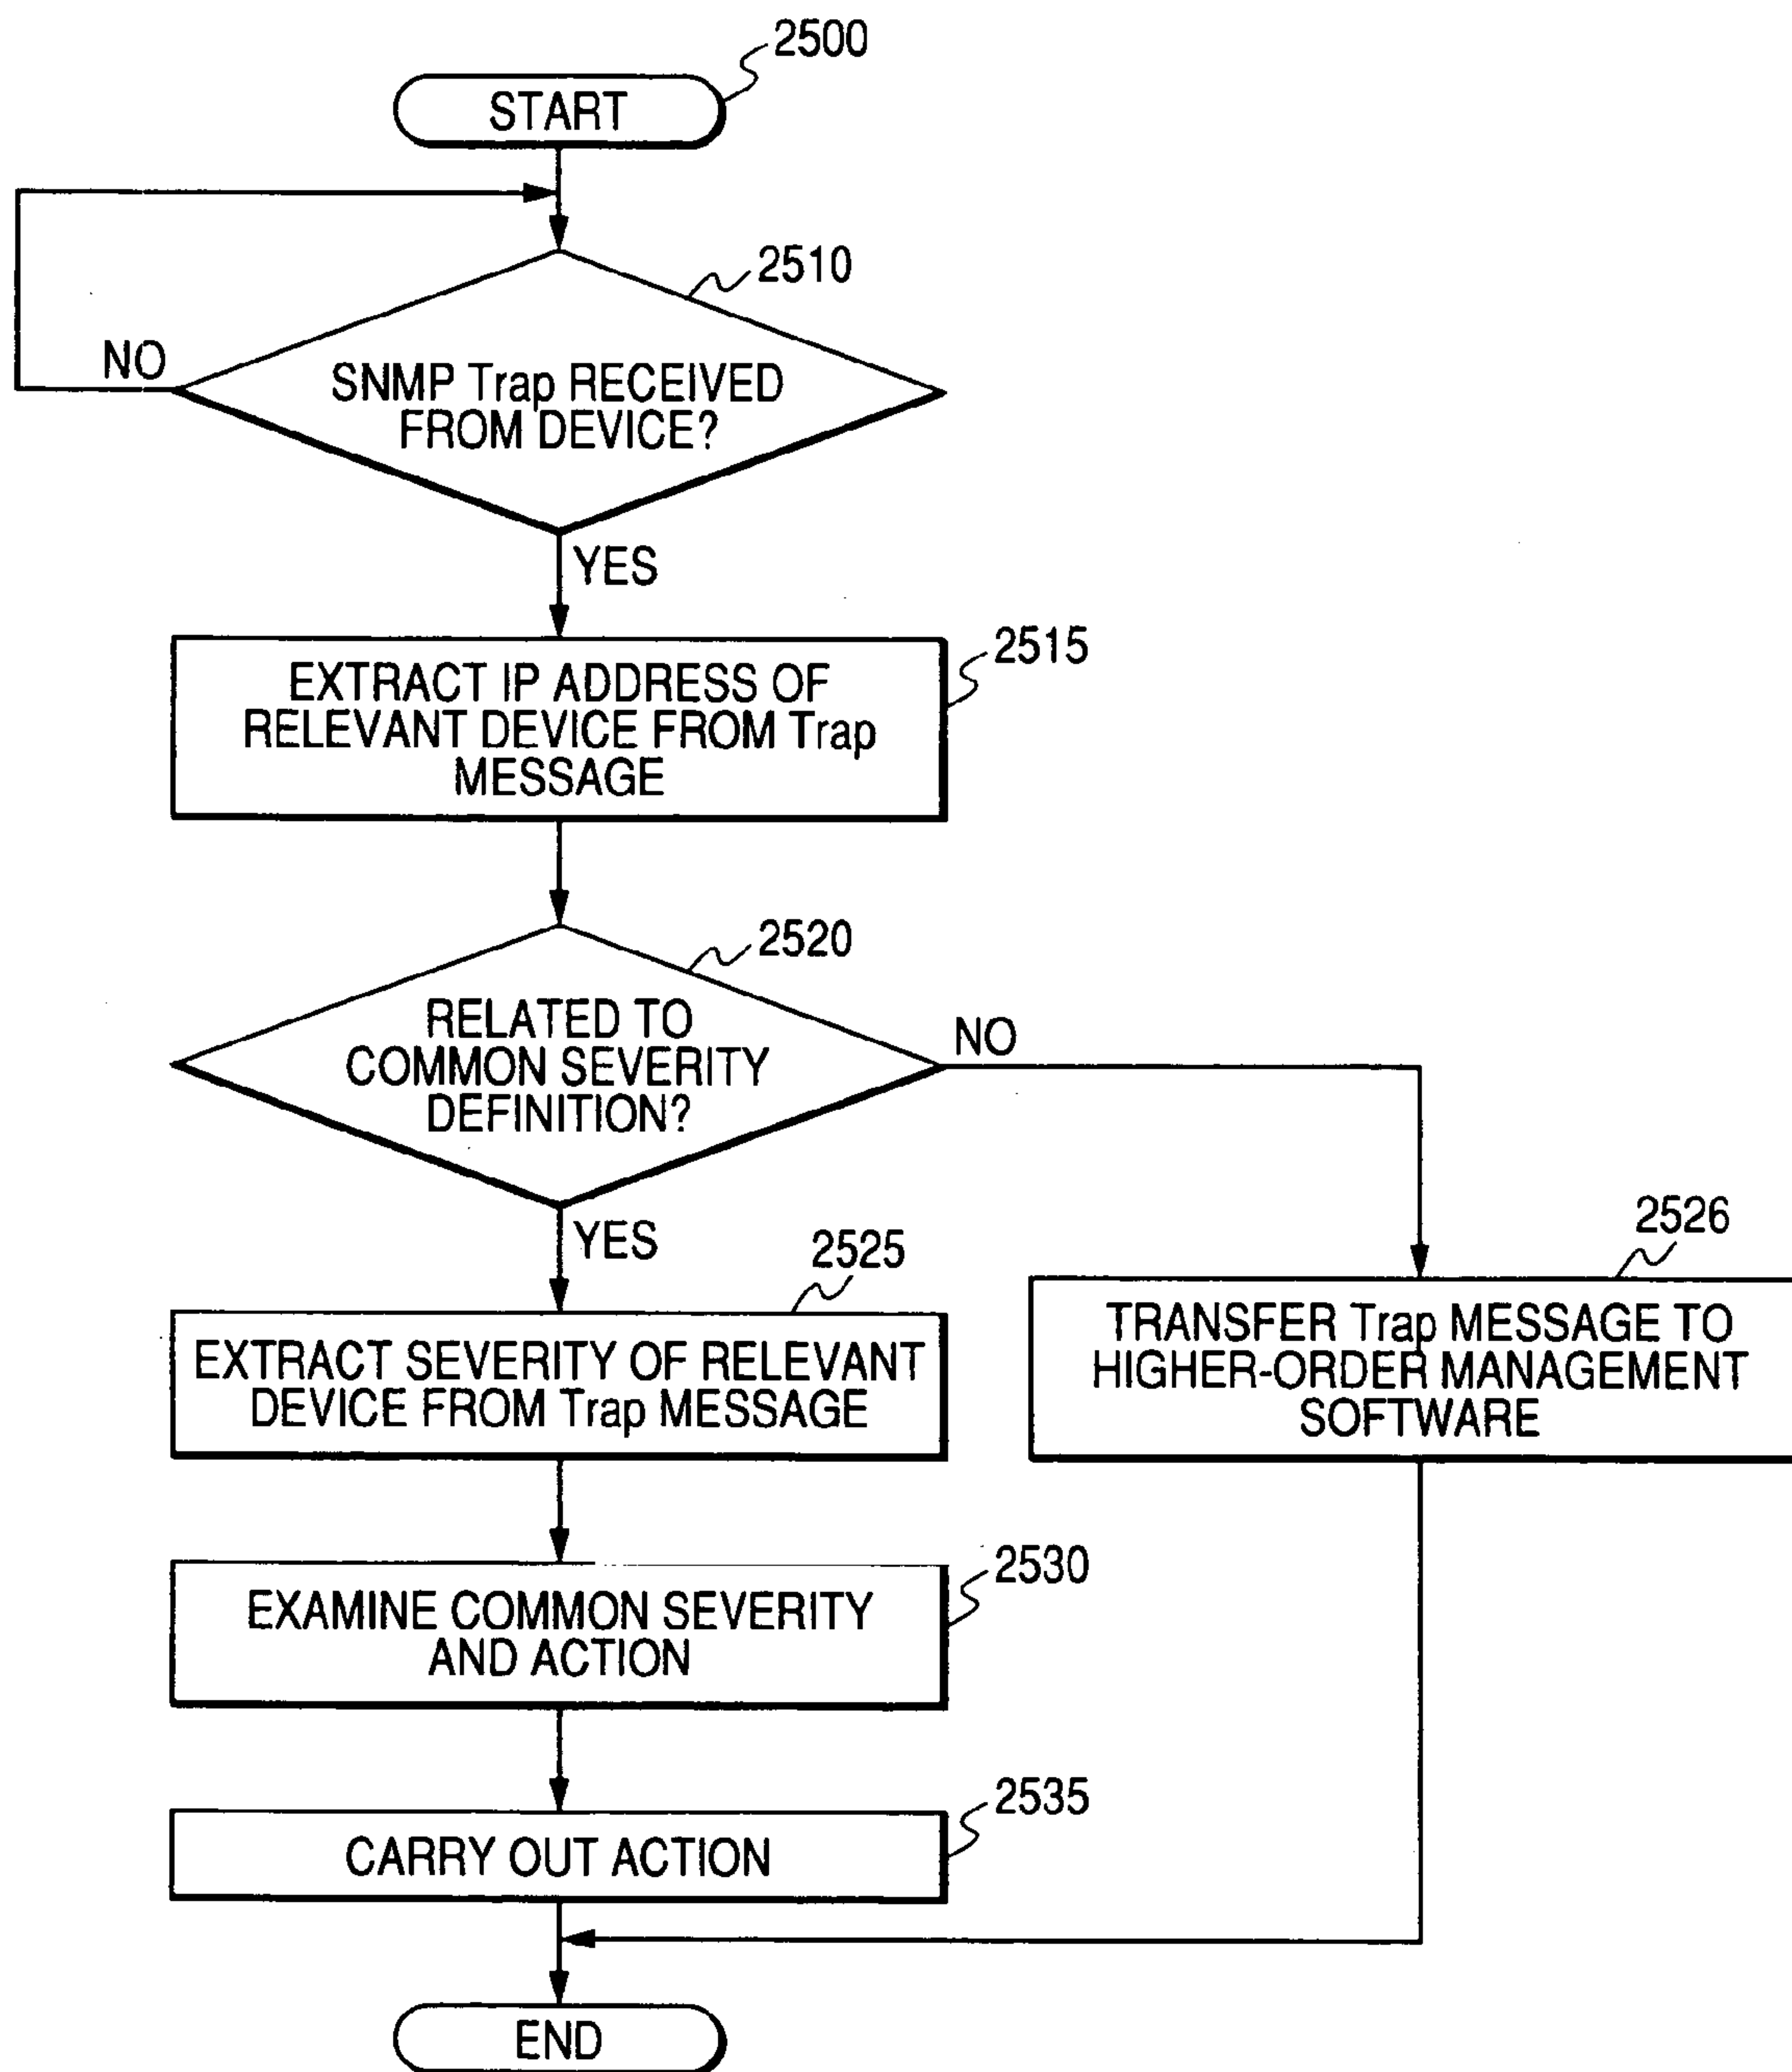 2500
START
2510
NO
SNMP Trap RECEIVED
FROM DEVICE?
YES
2515
EXTRACT IP ADDRESS OF
RELEVANT DEVICE FROM Trap
MESSAGE
2520
RELATED TO
COMMON SEVERITY
DEFINITION?
NO
YES
2525
2526
EXTRACT SEVERITY OF RELEVANT
DEVICE FROM Trap MESSAGE
TRANSFER Trap MESSAGE TO
HIGHER-ORDER MANAGEMENT
SOFTWARE
2530
EXAMINE COMMON SEVERITY
AND ACTION
2535
CARRY OUT ACTION
END